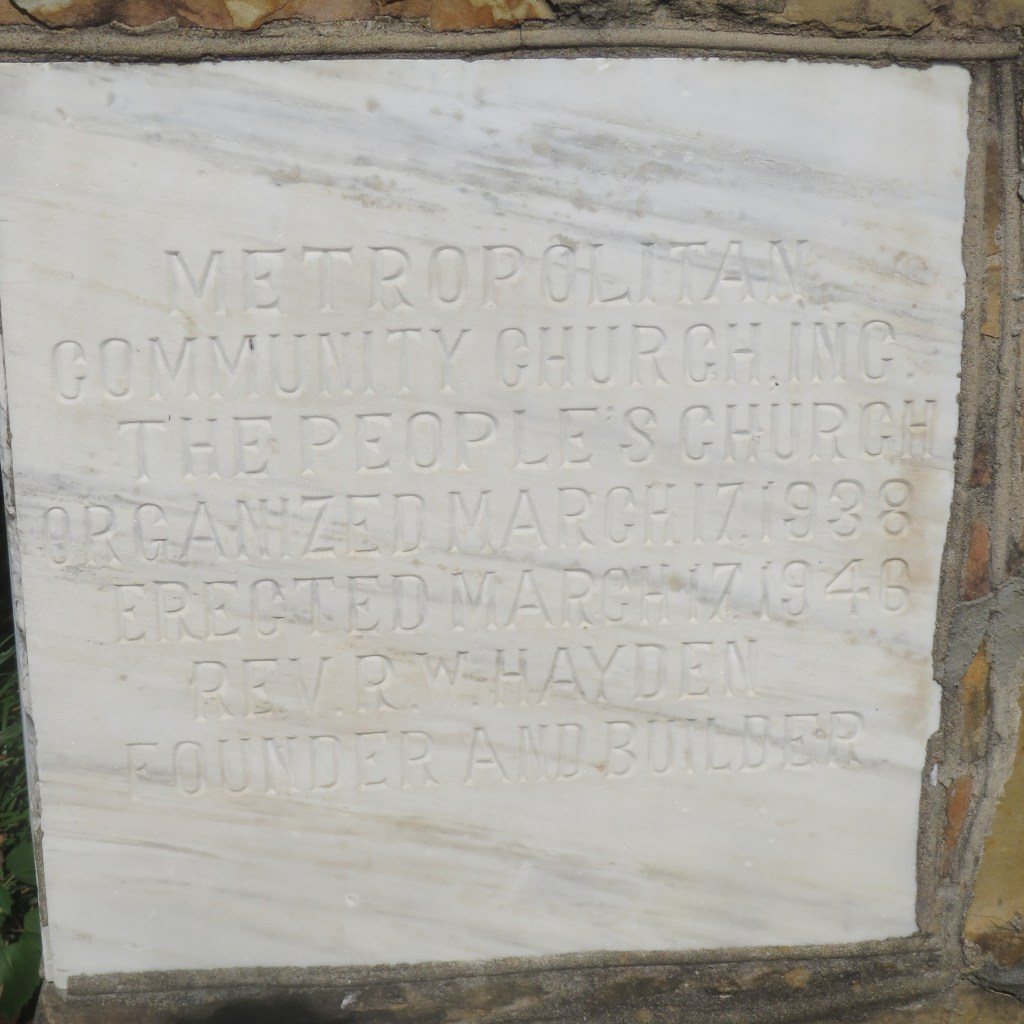 METROPOLITAN
COMMUNITY CHURCH, INC.
THE PEOPLE'S CHURCH
ORGANIZED MARCH 17, 1938
ERECTED MARCH 17, 1946
REV. R. W. HAYDEN
FOUNDER AND BUILDER